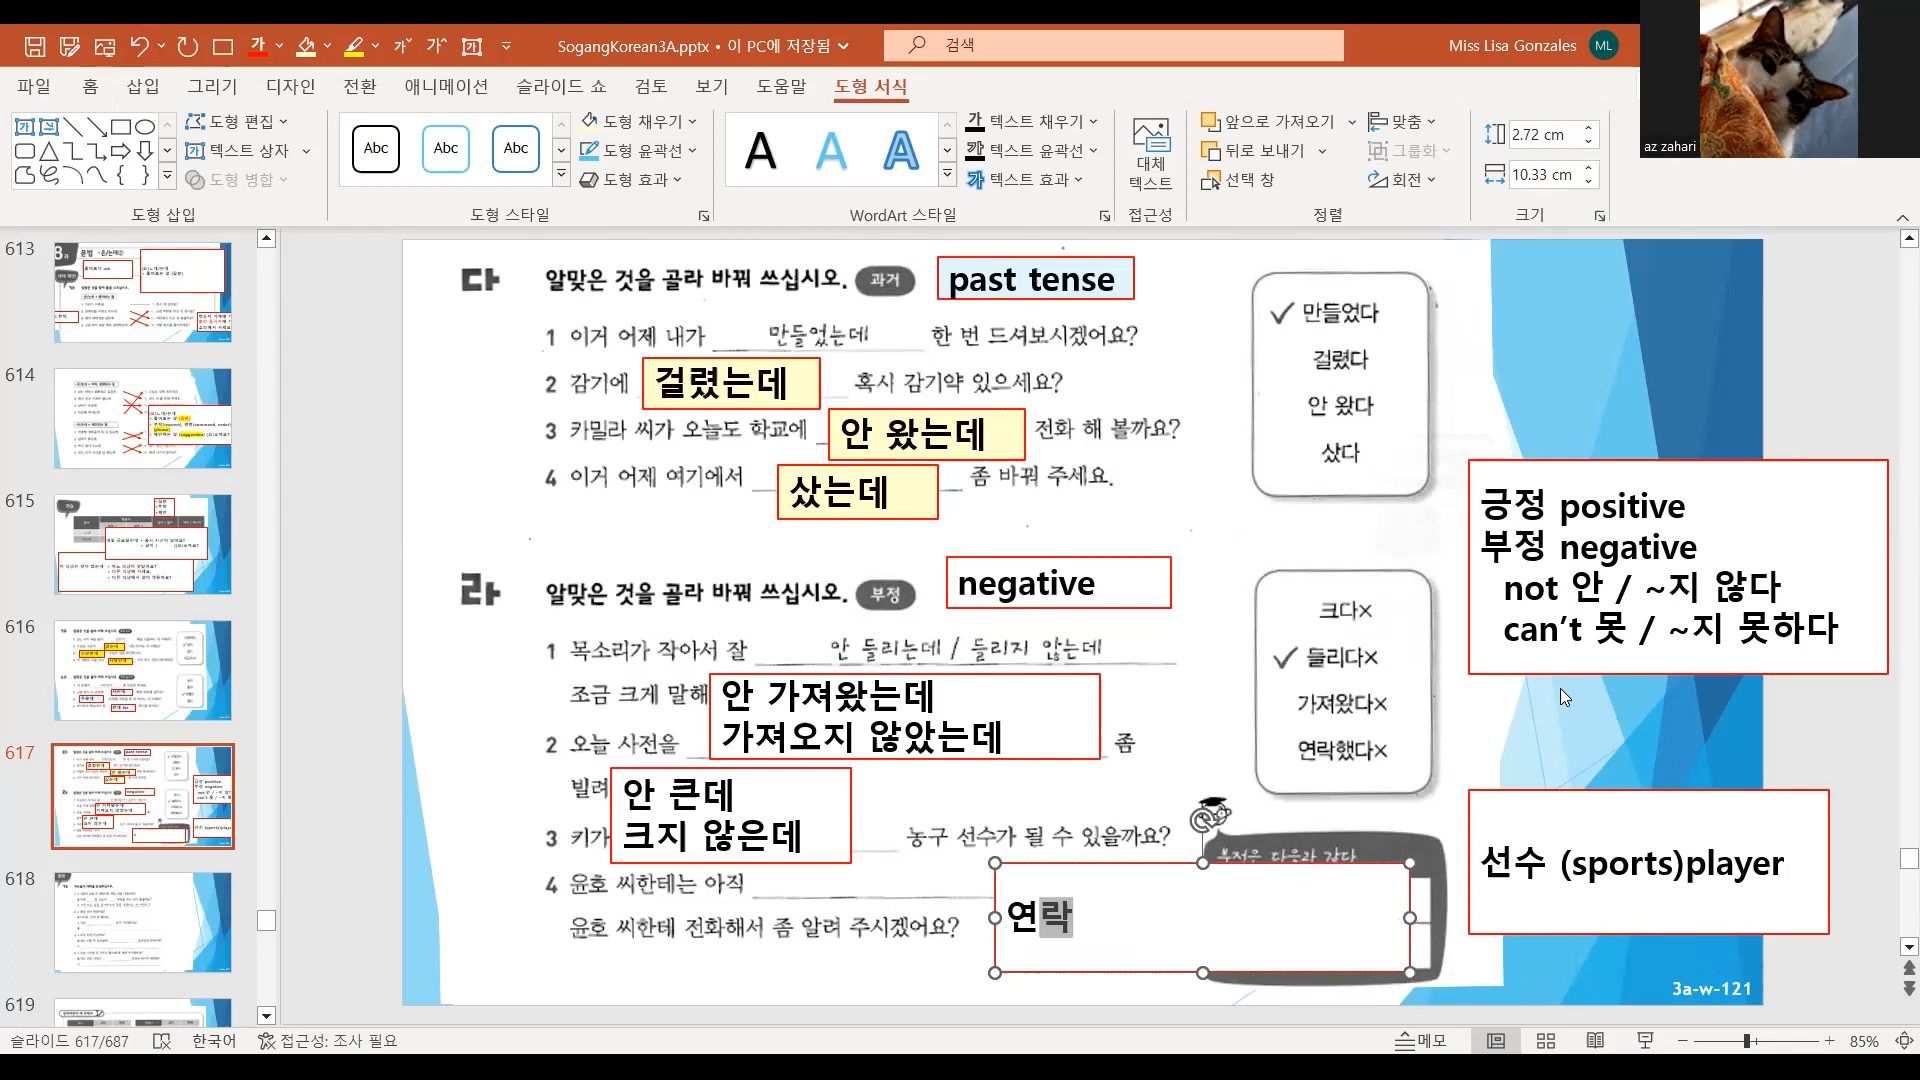 SogangKorean3A.pptx • 이 PC에 저장됨
검색
Miss Lisa Gonzales ML
az zahari
파일 홈 삽입 그리기 디자인 전환 애니메이션 슬라이드 쇼 검토 보기 도움말 도형 서식
도형 편집
텍스트 상자
도형 병합
도형 삽입
Abc Abc Abc
도형 채우기
도형 윤곽선
도형 효과
도형 스타일
A A A
텍스트 채우기
텍스트 윤곽선
텍스트 효과
WordArt 스타일
대체
텍스트
접근성
앞으로 가져오기
뒤로 보내기
선택 창
맞춤
그룹화
회전
정렬
2.72 cm
10.33 cm
크기
613
614
615
616
617
618
619
다 알맞은 것을 골라 바꿔 쓰십시오. 과거 past tense
1 이거 어제 내가 만들었는데 한 번 드셔보시겠어요?
2 감기에 걸렸는데 혹시 감기약 있으세요?
3 카밀라 씨가 오늘도 학교에 안 왔는데 전화 해 볼까요?
4 이거 어제 여기에서 샀는데 좀 바꿔 주세요.
✓ 만들었다
걸렸다
안 왔다
샀다
라 알맞은 것을 골라 바꿔 쓰십시오. 부정 negative
1 목소리가 작아서 잘 안 들리는데 / 들리지 않는데
조금 크게 말해
안 가져왔는데
가져오지 않았는데
2 오늘 사전을 좀
빌려
안 큰데
크지 않은데
3 키가 농구 선수가 될 수 있을까요?
4 윤호 씨한테는 아직
윤호 씨한테 전화해서 좀 알려 주시겠어요?
크다×
✓ 들리다×
가져왔다×
연락했다×
부정은 다음과 같다
연락
긍정 positive
부정 negative
not 안 / ~지 않다
can't 못 / ~지 못하다
선수 (sports)player
3a-w-121
슬라이드 617/687 한국어 접근성: 조사 필요
메모 85%